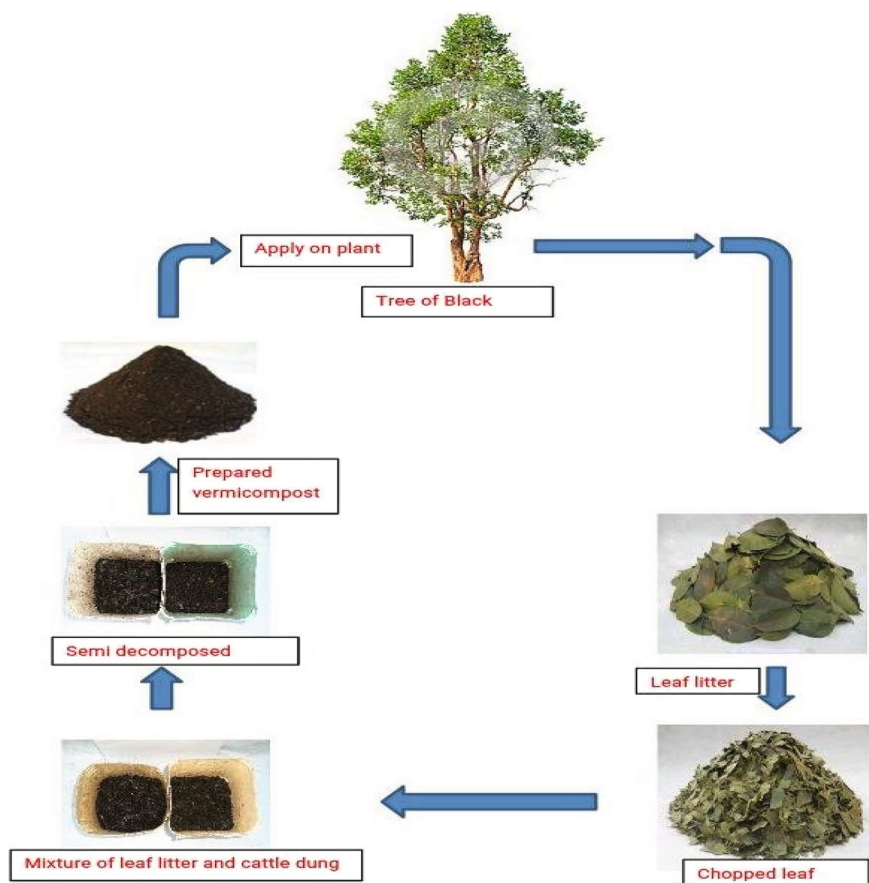 Apply on plant
Tree of Black
Prepared
vermicompost
Semi decomposed
Leaf litter
Mixture of leaf litter and cattle dung
Chopped leaf